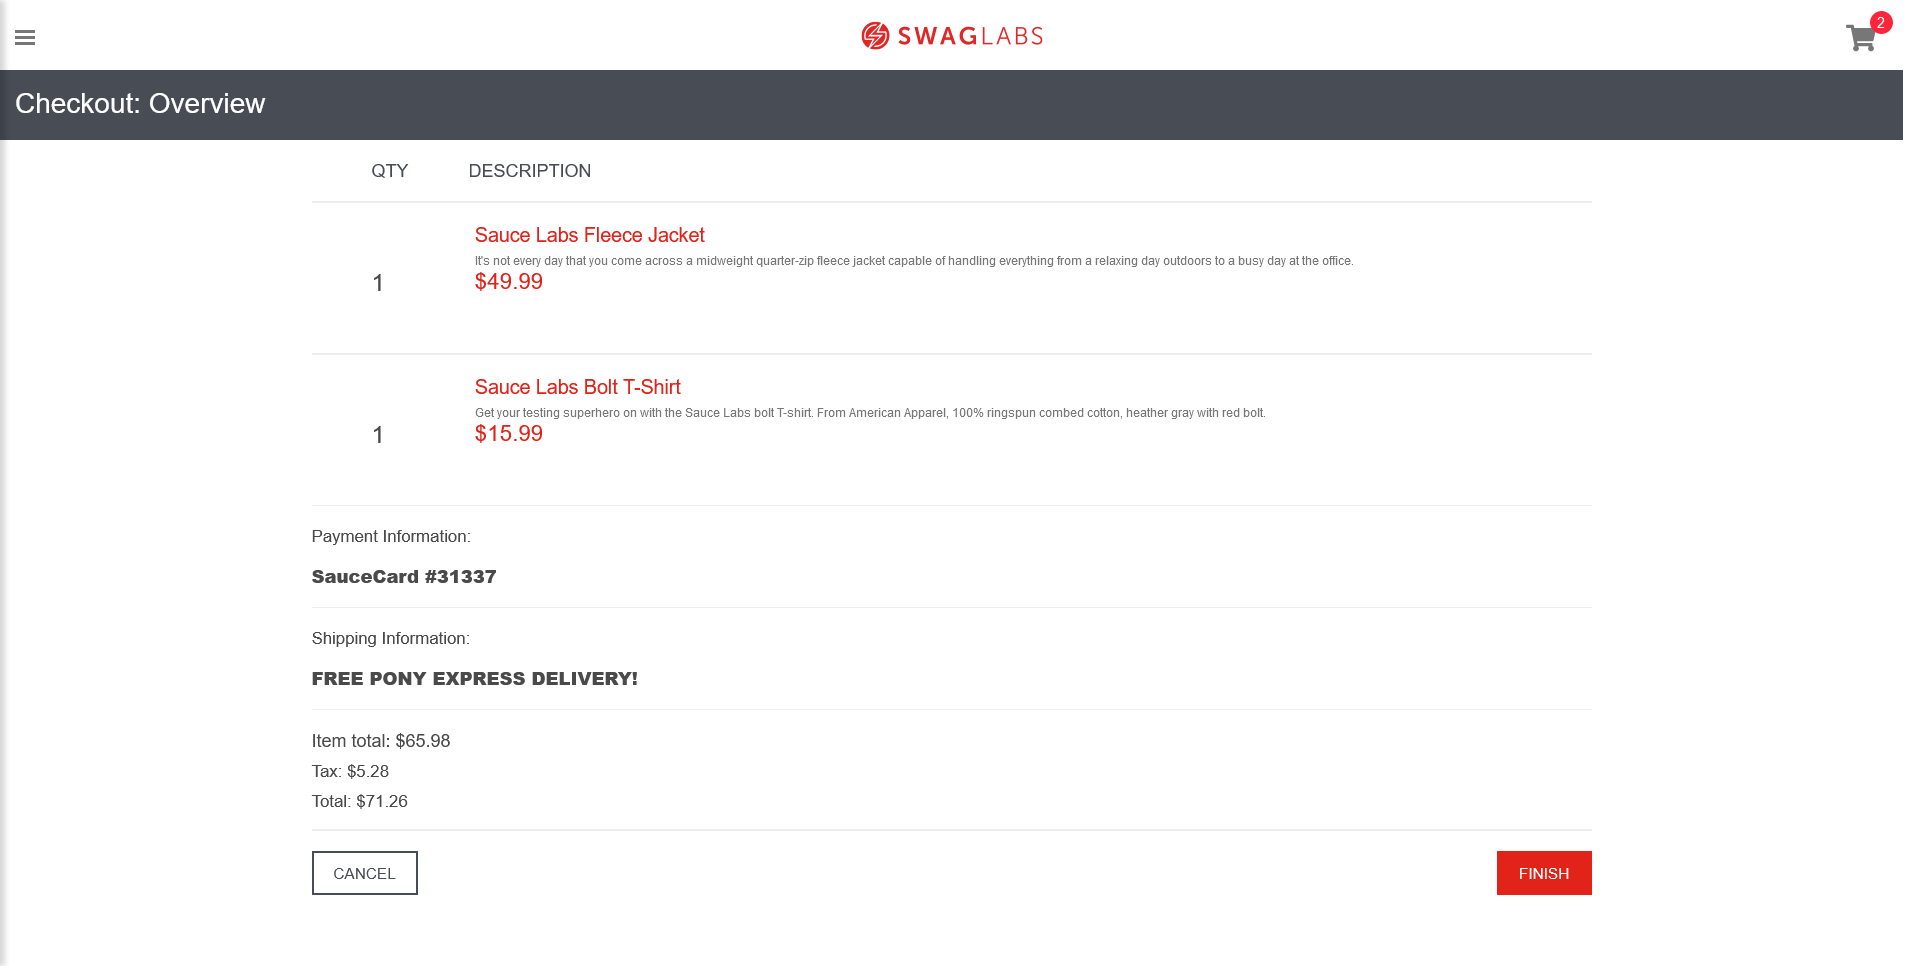 SWAGLABS
2
Checkout: Overview
QTY DESCRIPTION
Sauce Labs Fleece Jacket
It's not every day that you come across a midweight quarter-zip fleece jacket capable of handling everything from a relaxing day outdoors to a busy day at the office.
1
$49.99
Sauce Labs Bolt T-Shirt
Get your testing superhero on with the Sauce Labs bolt T-shirt. From American Apparel, 100% ringspun combed cotton, heather gray with red bolt.
1
$15.99
Payment Information:
SauceCard #31337
Shipping Information:
FREE PONY EXPRESS DELIVERY!
Item total: $65.98
Tax: $5.28
Total: $71.26
CANCEL FINISH